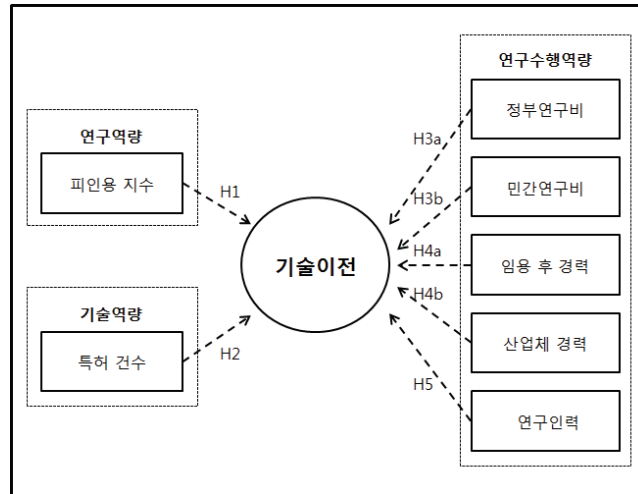 연구역량
피인용 지수
H1
기술역량
특허 건수
H2
기술이전
연구수행역량
정부연구비
H3a
민간연구비
H3b
임용 후 경력
H4a
산업체 경력
H4b
연구인력
H5